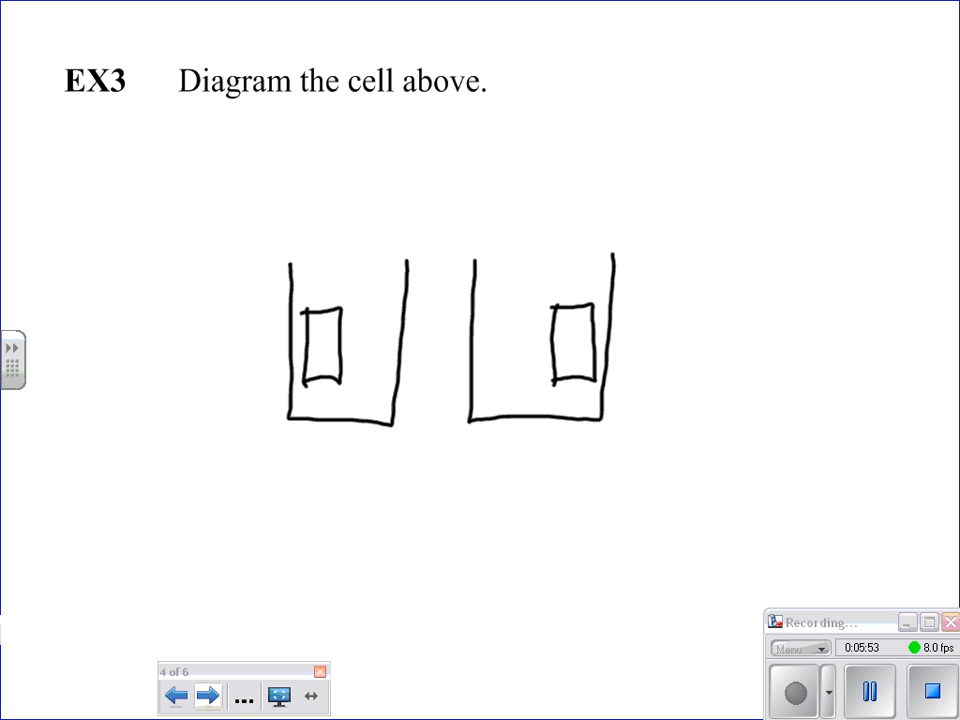 EX3 Diagram the cell above.
Recording...
Menu 0:05:53 8.0 fps
4 of 6